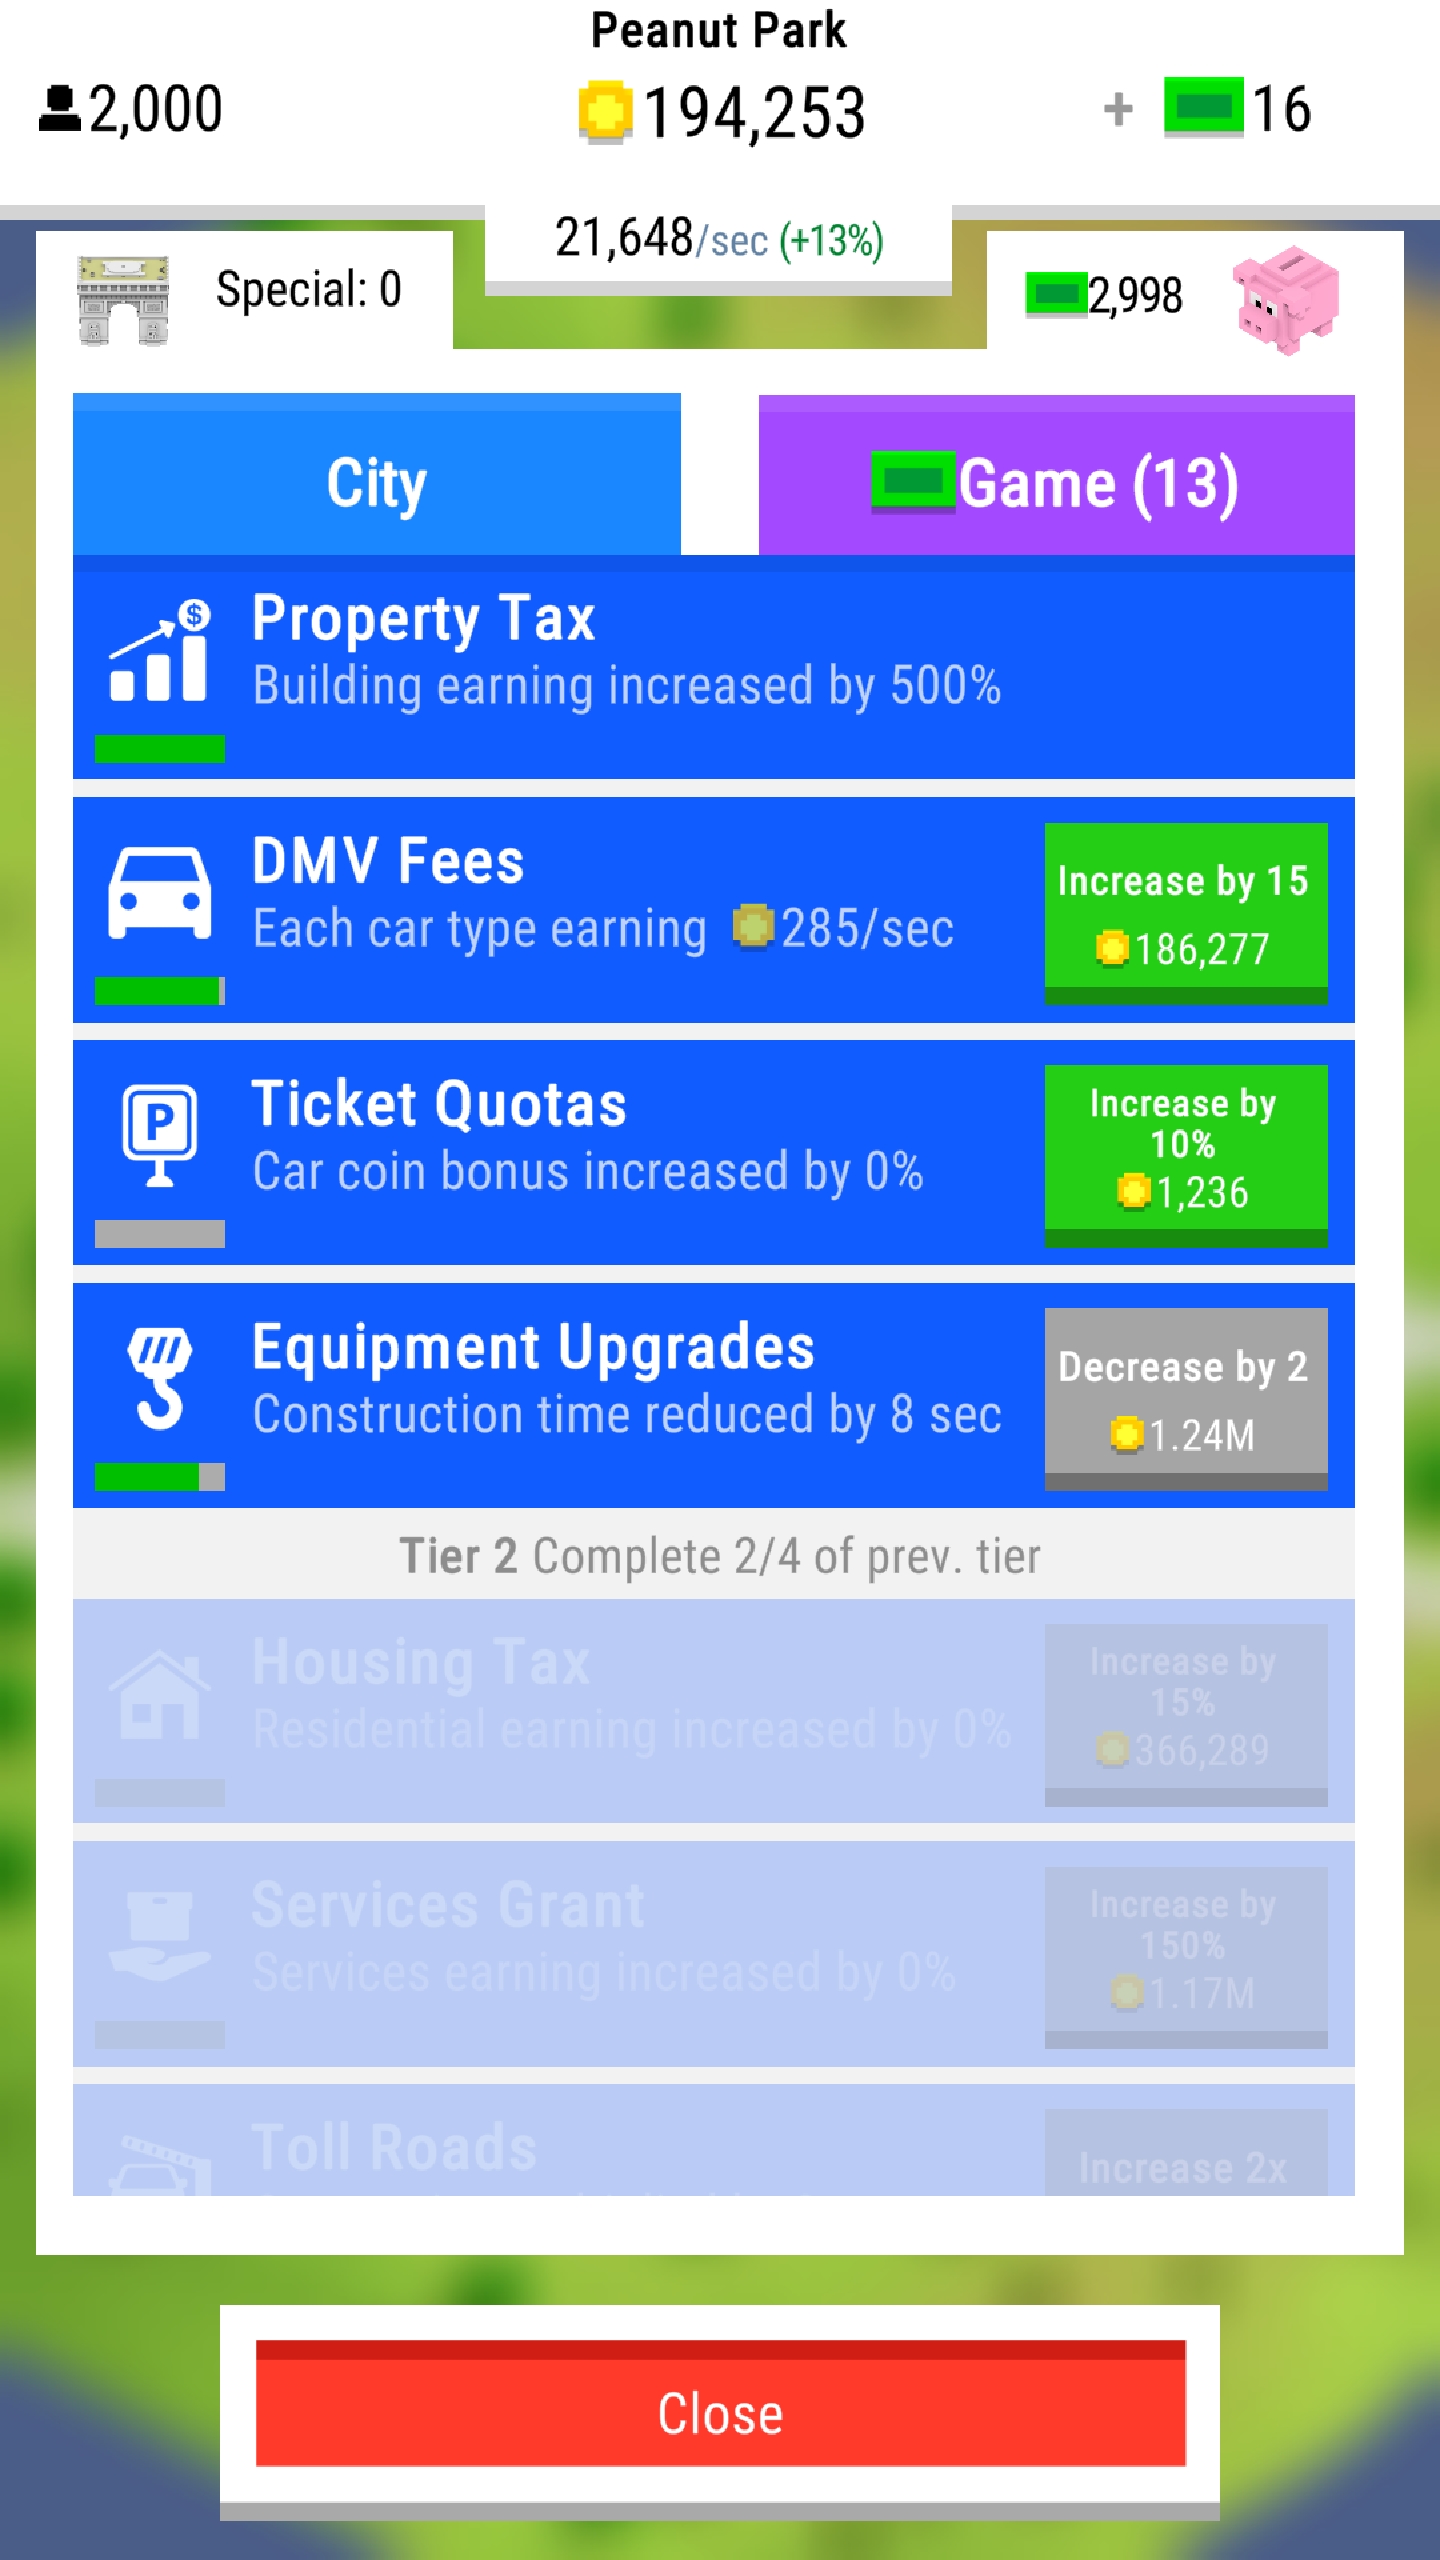 Peanut Park
2,000
194,253
+ 16
21,648/sec (+13%)
Special: 0
2,998
City
Game (13)
$
Property Tax
Building earning increased by 500%
DMV Fees
Each car type earning 285/sec
Increase by 15
186,277
P
Ticket Quotas
Car coin bonus increased by 0%
Increase by
10%
1,236
Equipment Upgrades
Construction time reduced by 8 sec
Decrease by 2
1.24M
Tier 2 Complete 2/4 of prev. tier
Housing Tax
Residential earning increased by 0%
Increase by
15%
366,289
Services Grant
Services earning increased by 0%
Increase by
150%
1.17M
Toll Roads
Increase 2x
Close